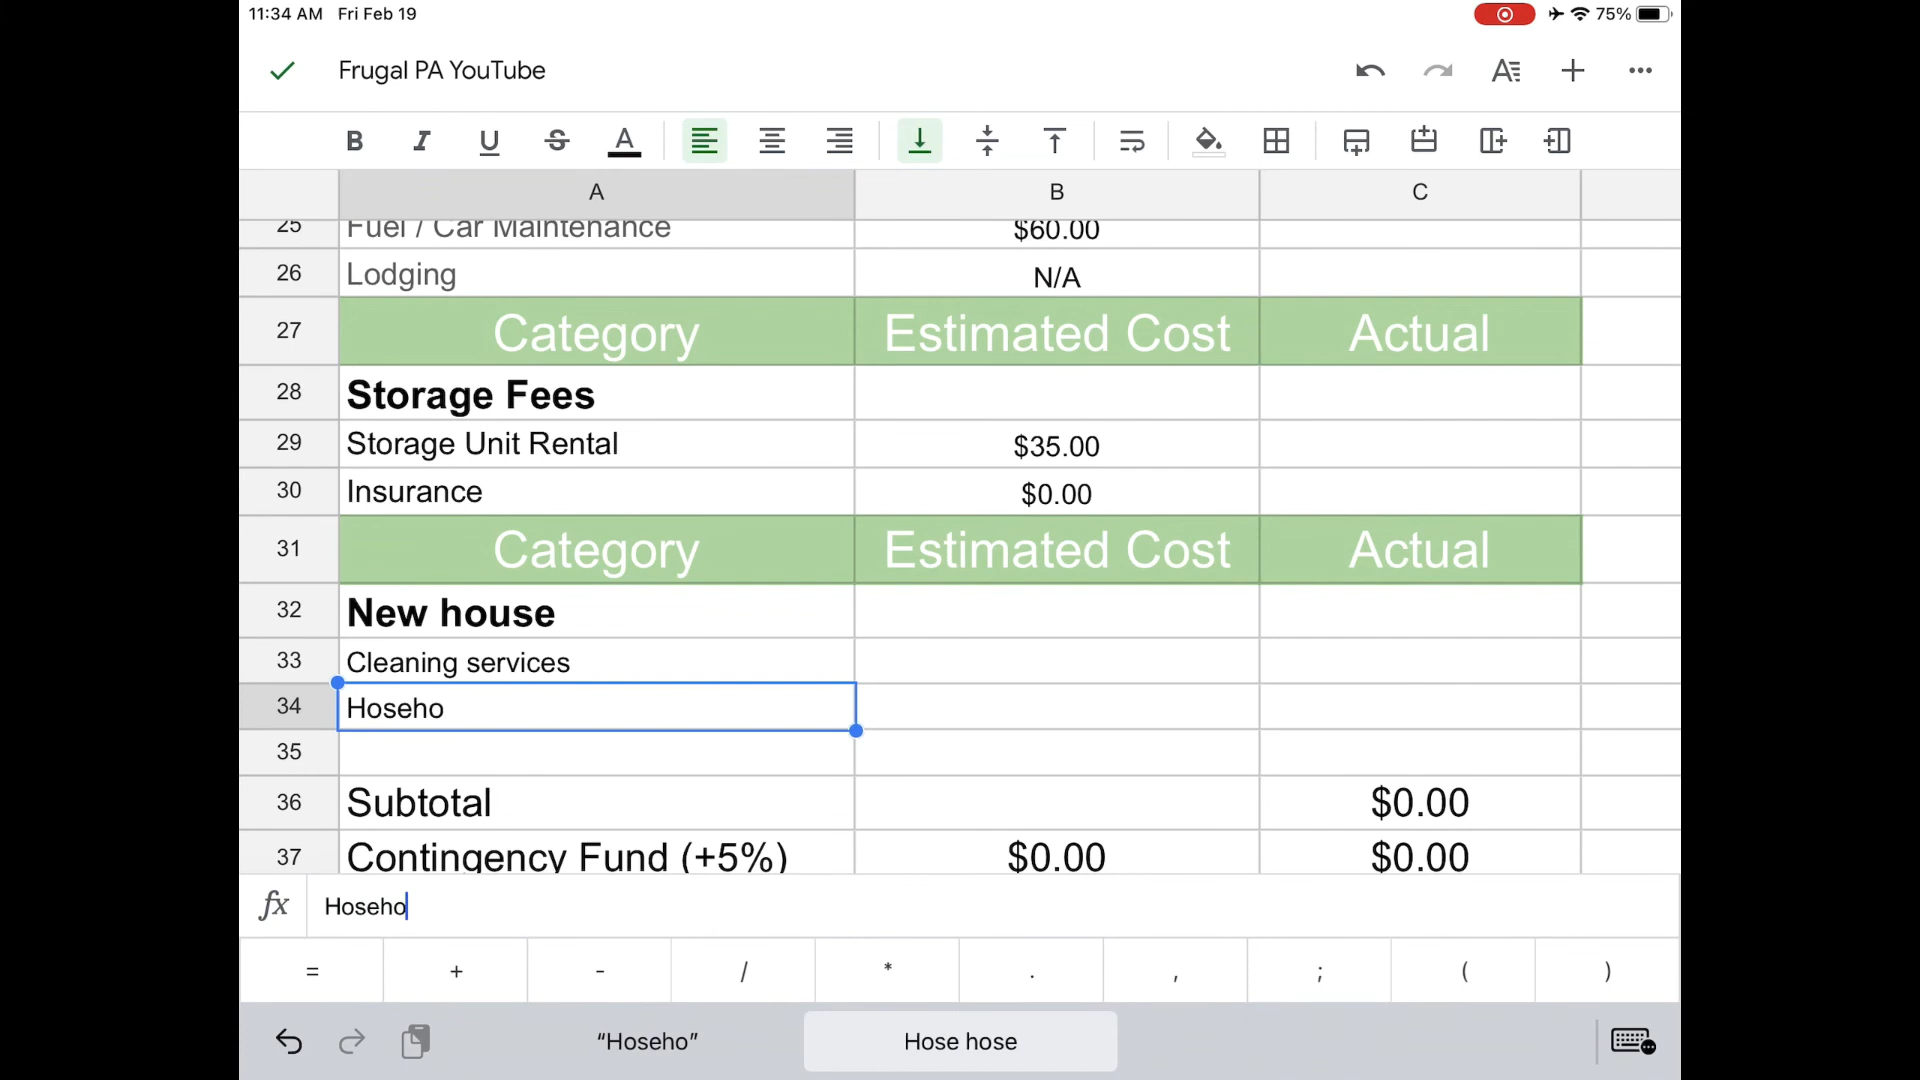 11:34 AM Fri Feb 19 75%
Frugal PA YouTube
B I U S A
A B C
25 Fuel / Car Maintenance $60.00
26 Lodging N/A
27 Category Estimated Cost Actual
28 Storage Fees
29 Storage Unit Rental $35.00
30 Insurance $0.00
31 Category Estimated Cost Actual
32 New house
33 Cleaning services
34 Hoseho
35
36 Subtotal $0.00
37 Contingency Fund (+5%) $0.00 $0.00
fx Hoseho
= + - / * . , ; ( )
“Hoseho” Hose hose